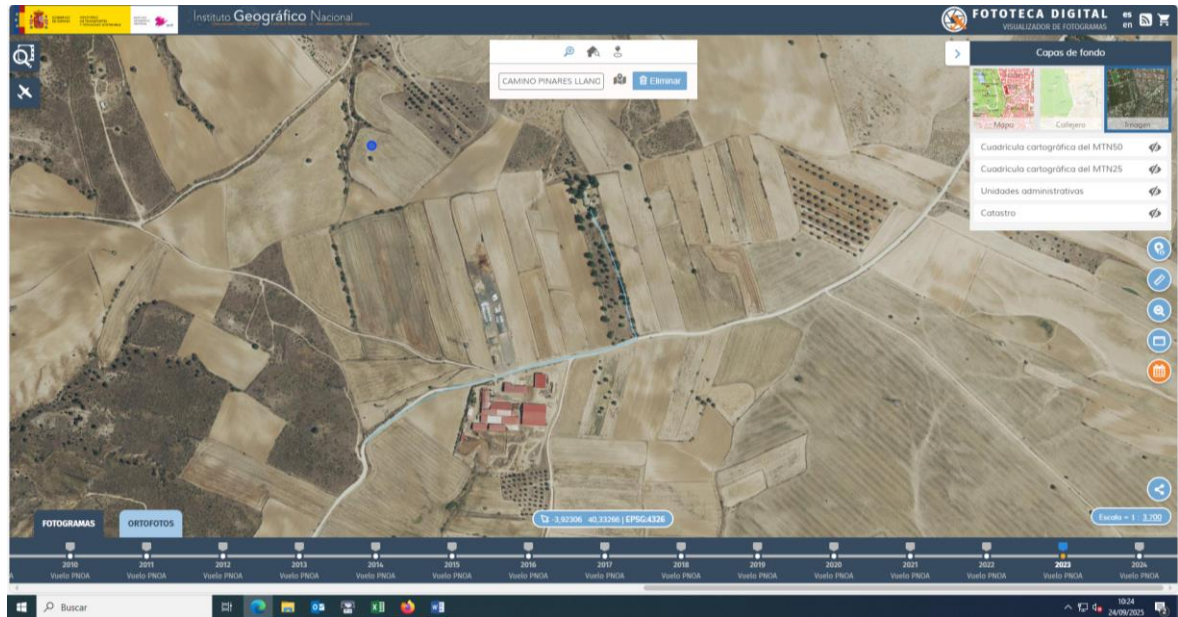 Instituto Geográfico Nacional
FOTOTECA DIGITAL
VISUALIZADOR DE FOTOGRAMAS
es
en
CAMINO PINARES LLANO
Eliminar
Capas de fondo
Mapa
Callejero
Imagen
Cuadrícula cartográfica del MTN50
Cuadrícula cartográfica del MTN25
Unidades administrativas
Catastro
FOTOGRAMAS
ORTOFOTOS
-3,92306 40,33266 | EPSG:4326
Escala = 1 : 3.700
2010 2011 2012 2013 2014 2015 2016 2017 2018 2019 2020 2021 2022 2023 2024
A Vuelo PNOA Vuelo PNOA Vuelo PNOA Vuelo PNOA Vuelo PNOA Vuelo PNOA Vuelo PNOA Vuelo PNOA Vuelo PNOA Vuelo PNOA Vuelo PNOA Vuelo PNOA Vuelo PNOA Vuelo PNOA Vuelo PNOA
Buscar
10:24
24/09/2025